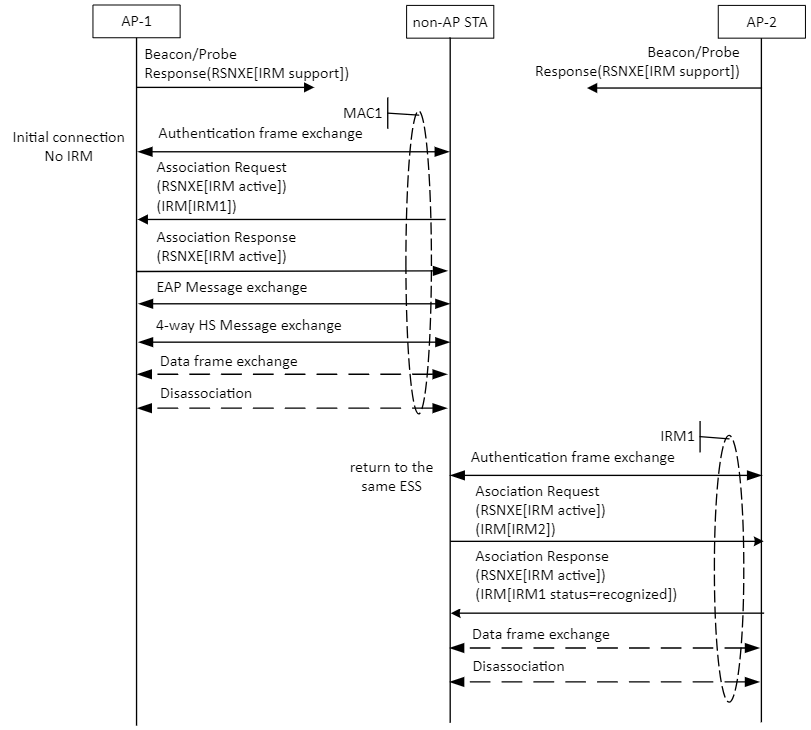 AP-1
non-AP STA
AP-2
Beacon/Probe
Response(RSNXE[IRM support])
Beacon/Probe
Response(RSNXE[IRM support])
MAC1
Initial connection
No IRM
Authentication frame exchange
Association Request
(RSNXE[IRM active])
(IRM[IRM1])
Association Response
(RSNXE[IRM active])
EAP Message exchange
4-way HS Message exchange
Data frame exchange
Disassociation
IRM1
return to the
same ESS
Authentication frame exchange
Asociation Request
(RSNXE[IRM active])
(IRM[IRM2])
Asociation Response
(RSNXE[IRM active])
(IRM[IRM1 status=recognized])
Data frame exchange
Disassociation